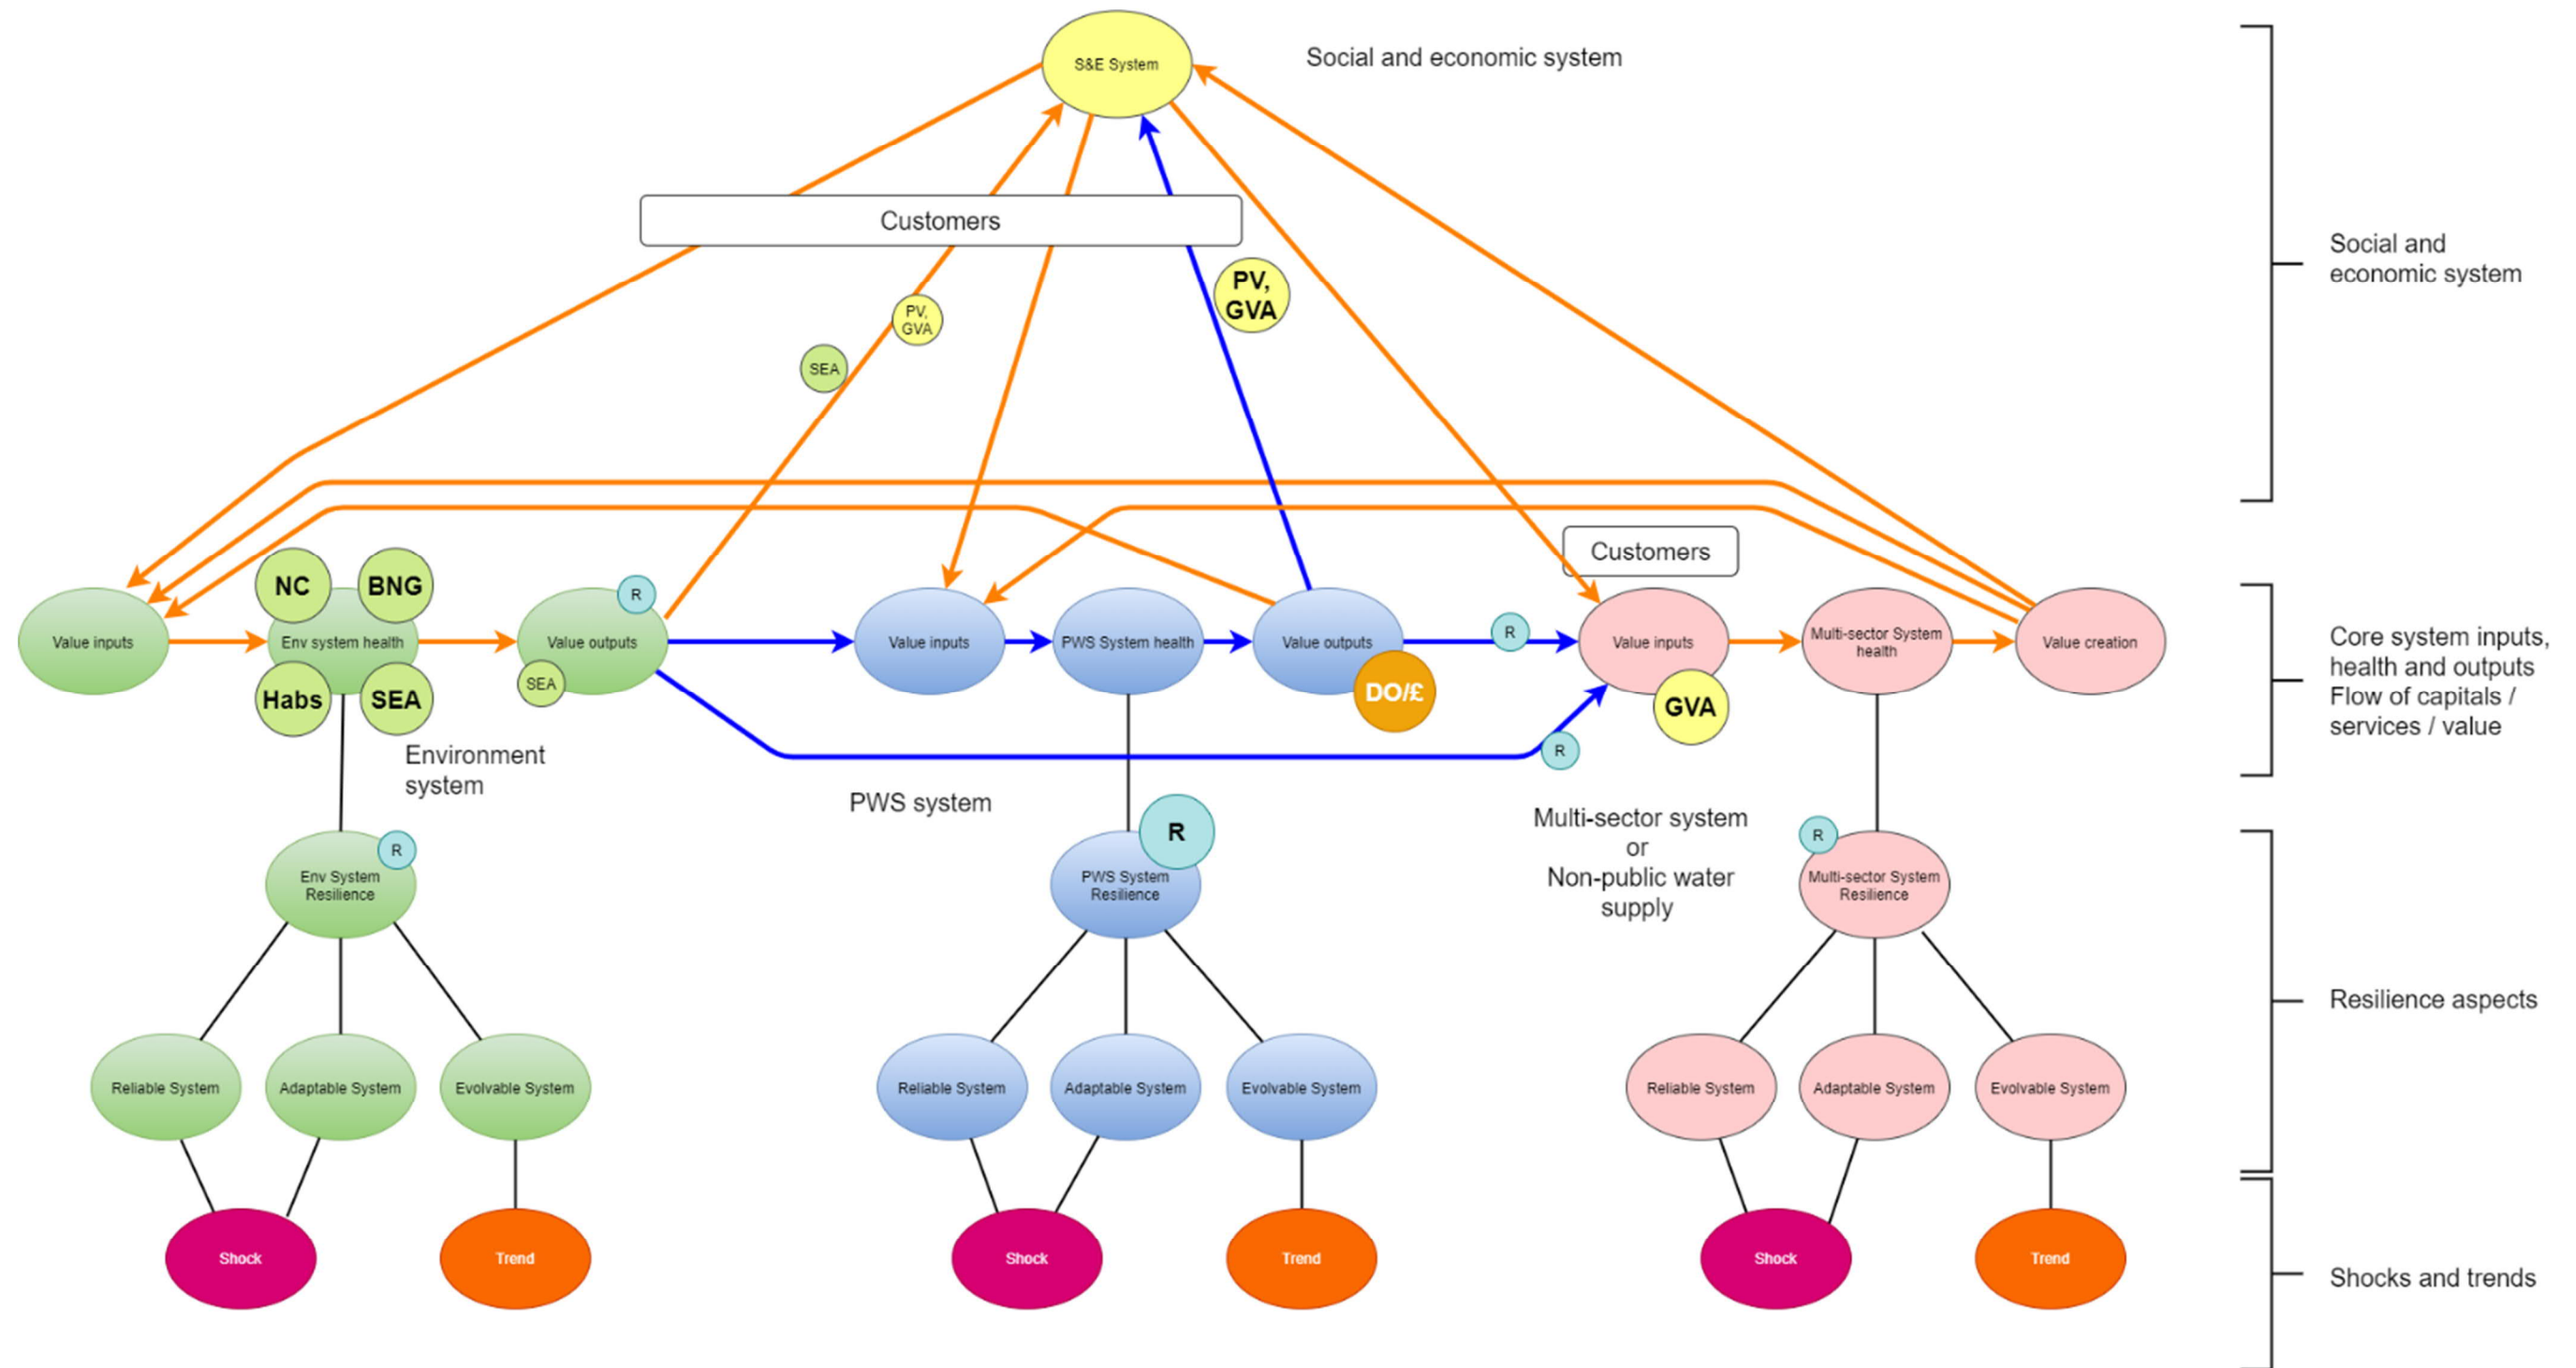 S&E System
Social and economic system
Customers
Social and
economic system
PV,
GVA
PV,
GVA
SEA
Customers
NC
BNG
R
Value inputs
Env system health
Value outputs
Value inputs
PWS System health
Value outputs
R
Value inputs
Multi-sector System
health
Value creation
Habs
SEA
SEA
DO/£
GVA
Core system inputs,
health and outputs
Flow of capitals /
services / value
Environment
system
R
PWS system
Multi-sector system
or
Non-public water
supply
R
R
R
Env System
Resilience
PWS System
Resilience
Multi-sector System
Resilience
Resilience aspects
Reliable System
Adaptable System
Evolvable System
Reliable System
Adaptable System
Evolvable System
Reliable System
Adaptable System
Evolvable System
Shock
Trend
Shock
Trend
Shock
Trend
Shocks and trends